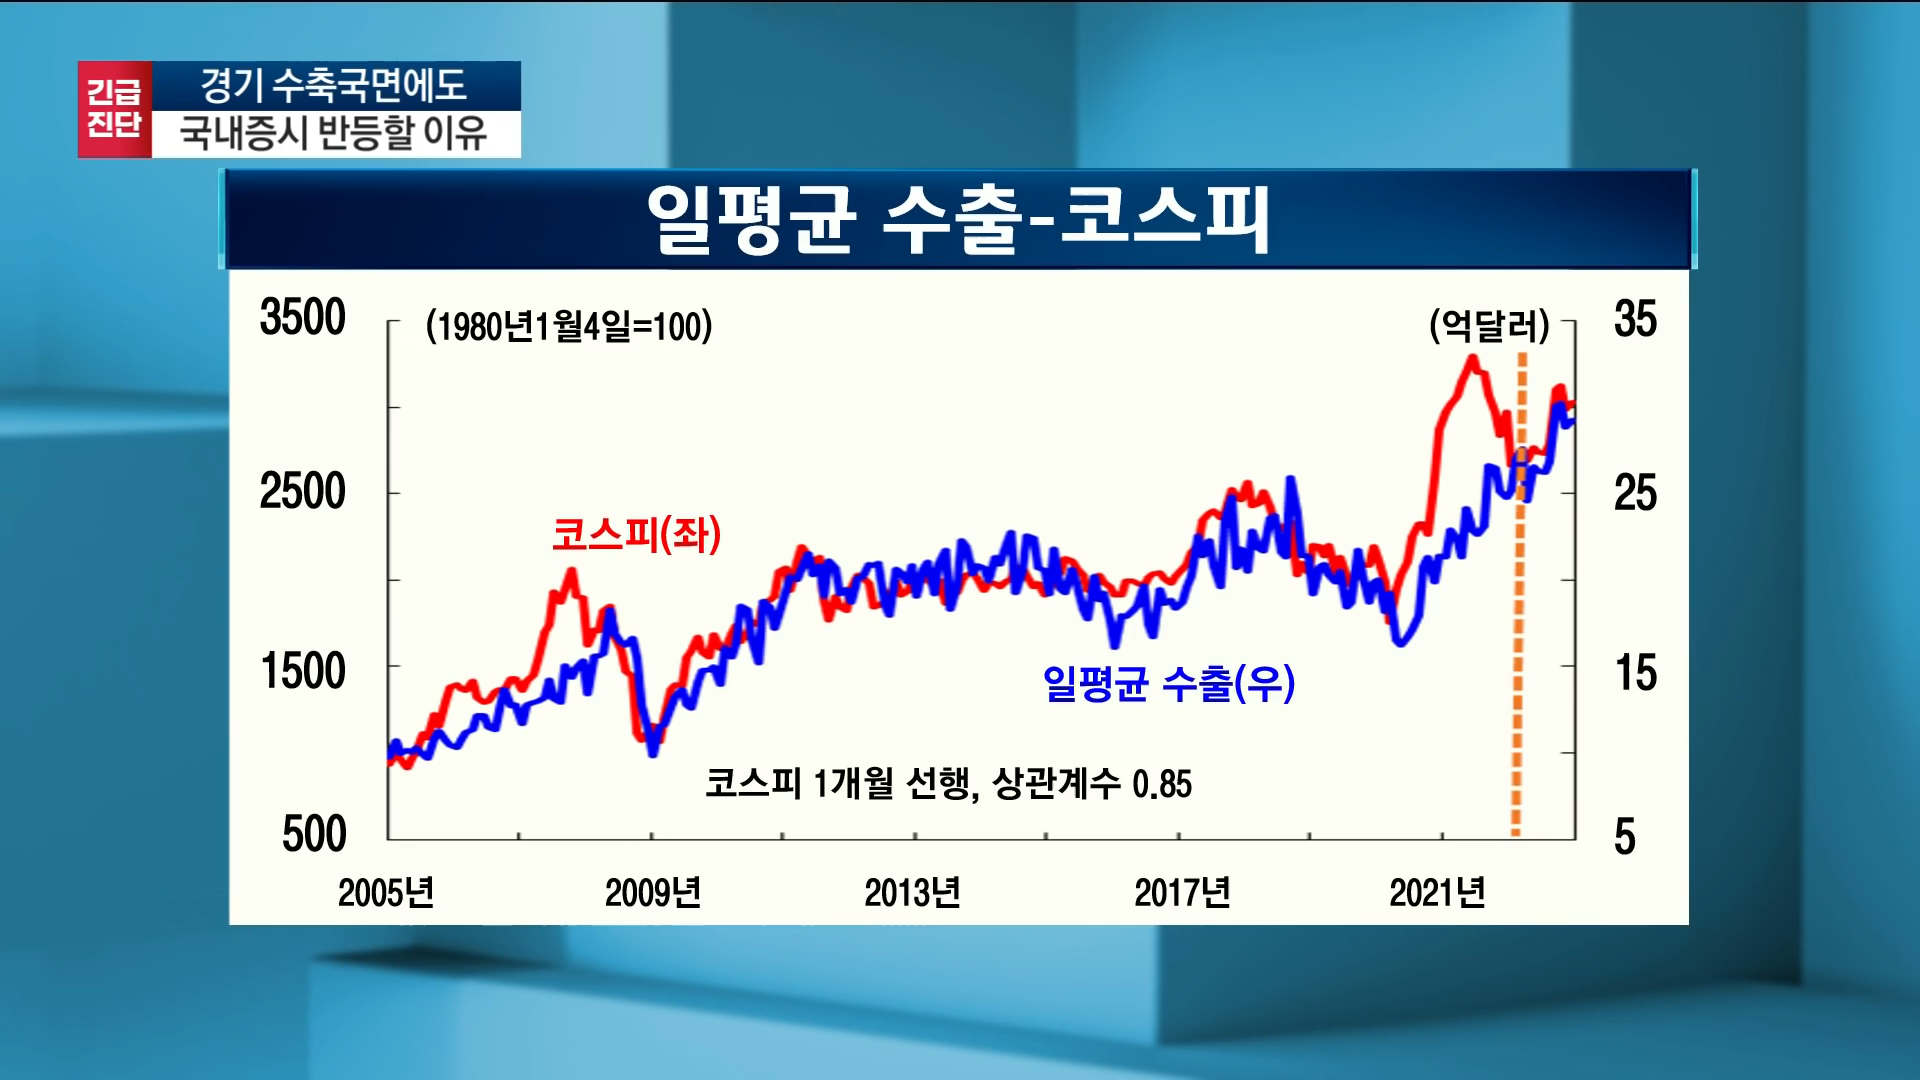 긴급
진단
경기 수축국면에도
국내증시 반등할 이유
일평균 수출-코스피
3500
(1980년1월4일=100)
(억달러)
35
2500
25
코스피(좌)
1500
일평균 수출(우)
15
코스피 1개월 선행, 상관계수 0.85
500
5
2005년 2009년 2013년 2017년 2021년